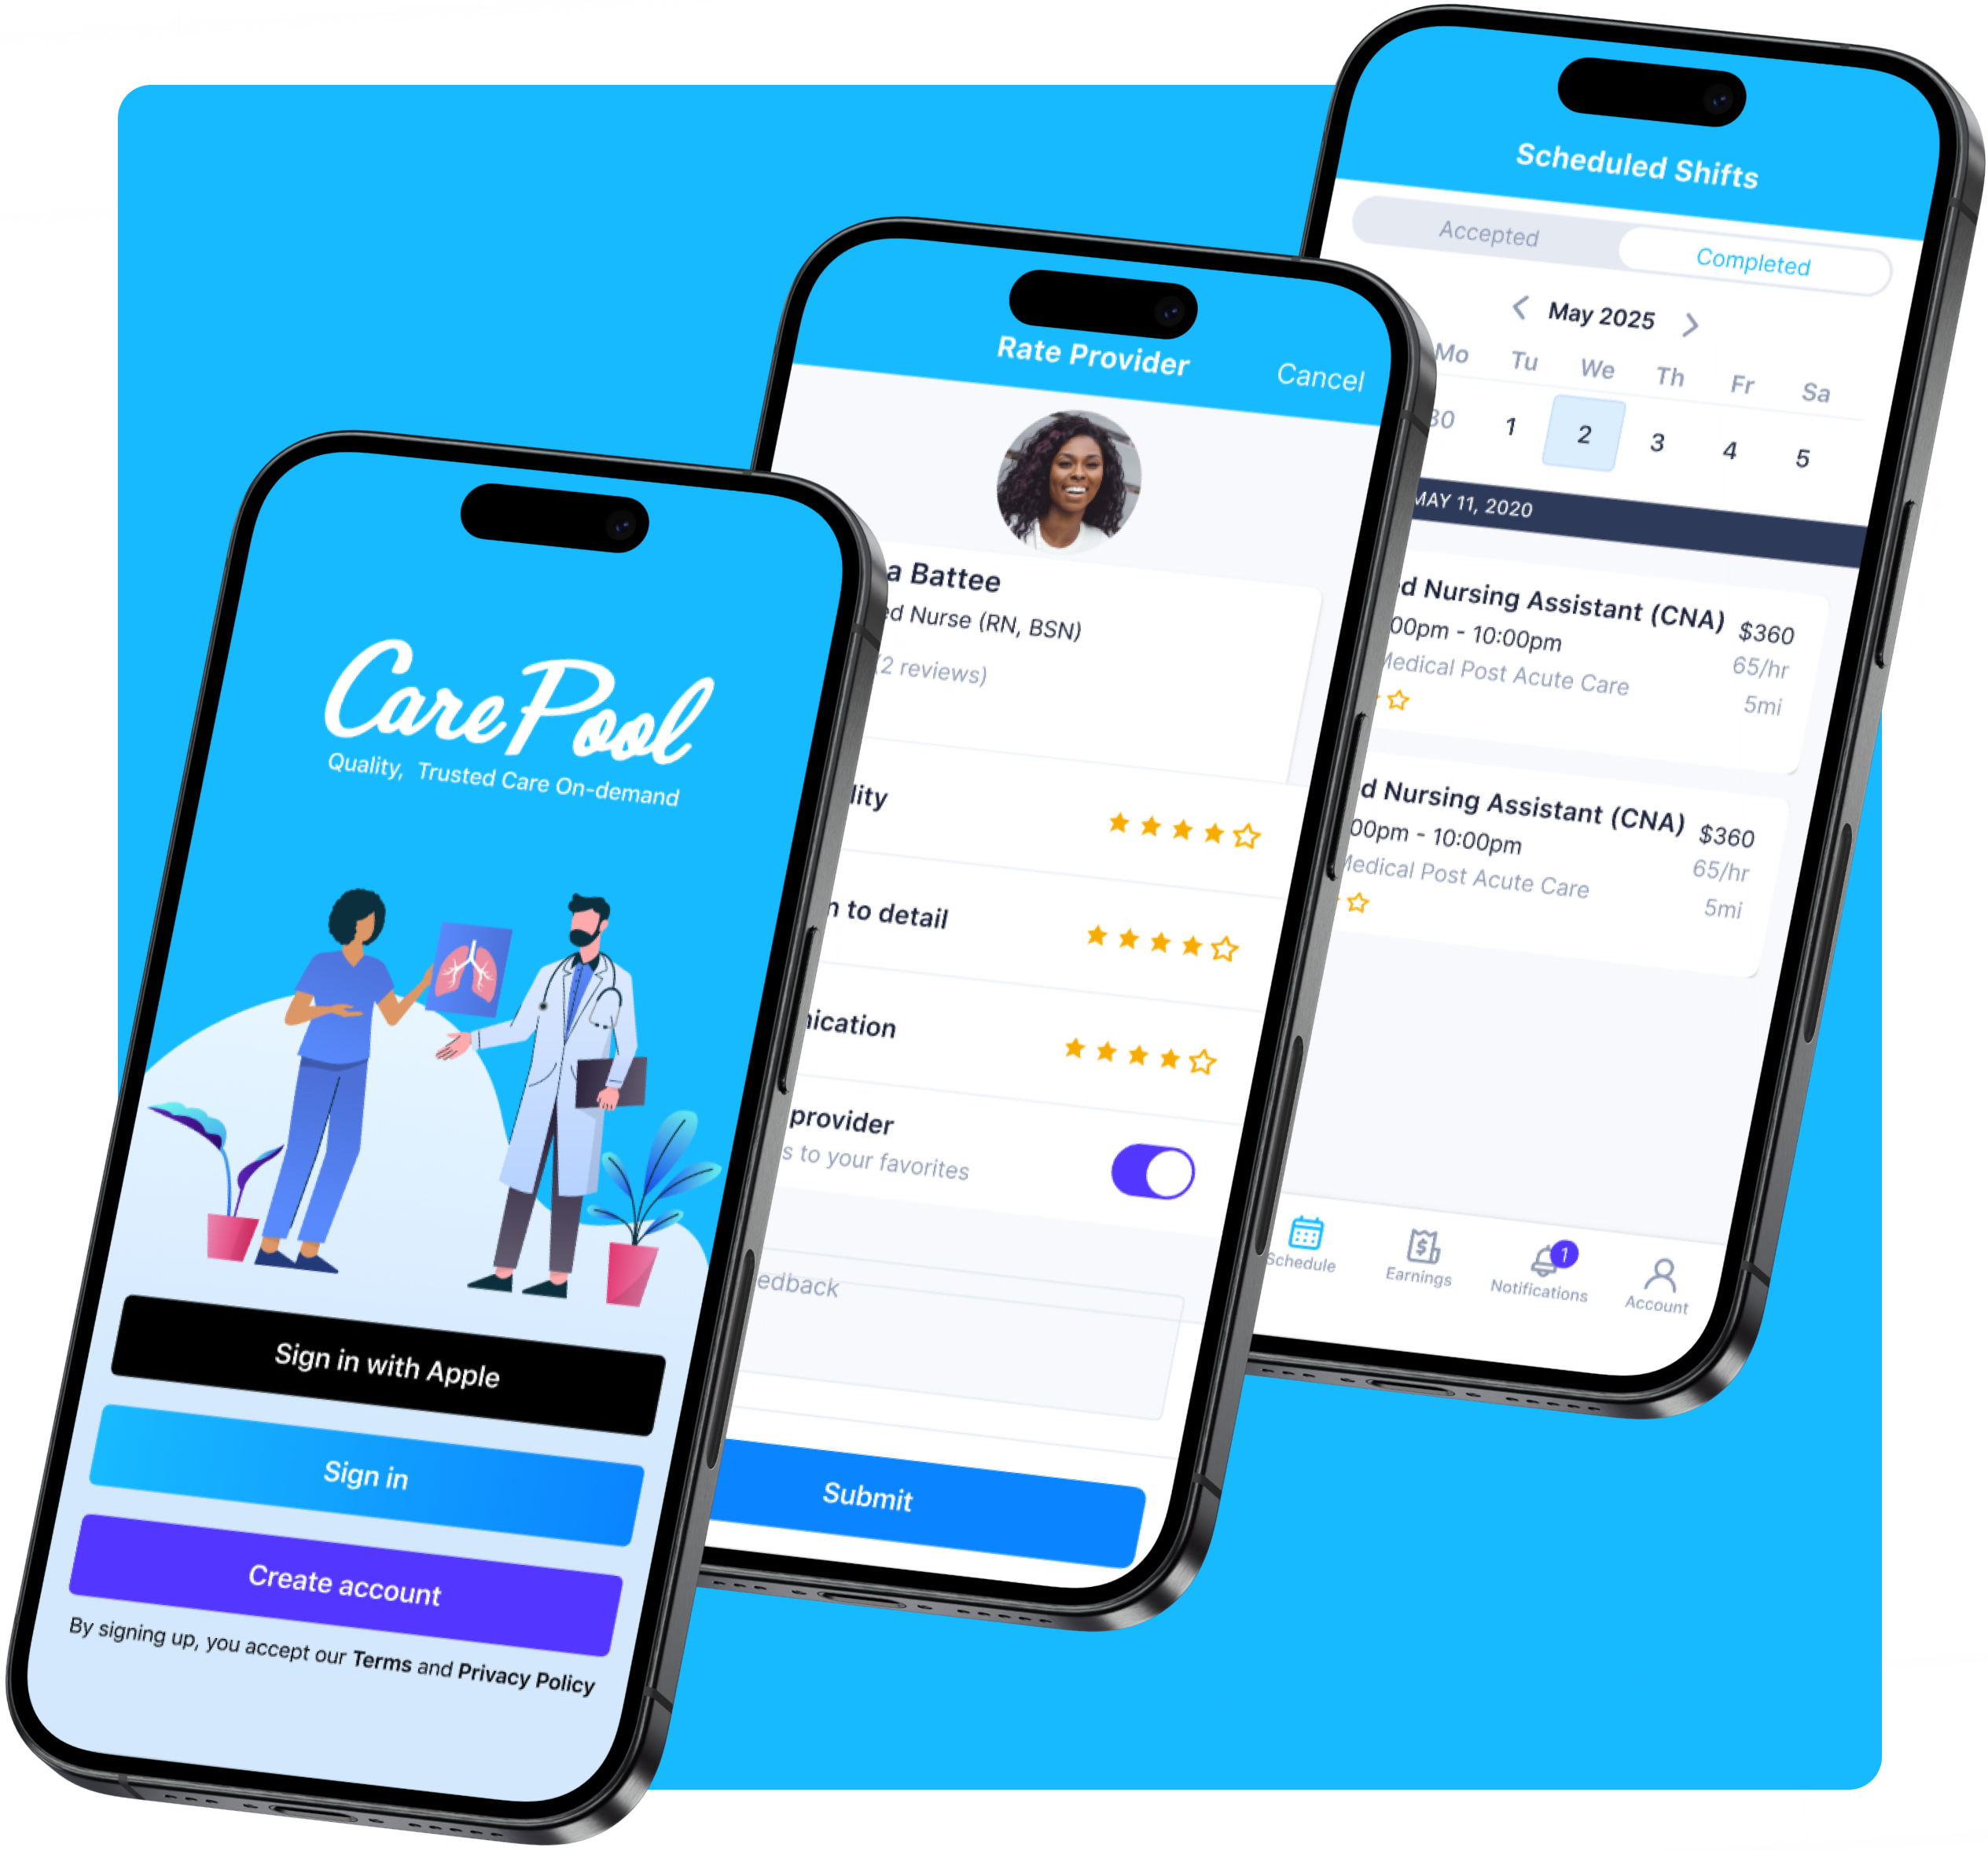 CarePool
Quality, Trusted Care On-demand
Sign in with Apple
Sign in
Create account
By signing up, you accept our Terms and Privacy Policy
Rate Provider
Cancel
a Battee
ed Nurse (RN, BSN)
(2 reviews)
lity
n to detail
nication
provider
s to your favorites
edback
Submit
Scheduled Shifts
Accepted
Completed
May 2025
Mo Tu We Th Fr Sa
30 1 2 3 4 5
MAY 11, 2020
d Nursing Assistant (CNA) $360
00pm - 10:00pm
65/hr
Medical Post Acute Care
5mi
d Nursing Assistant (CNA) $360
00pm - 10:00pm
65/hr
Medical Post Acute Care
5mi
Schedule
Earnings
1
Notifications
Account